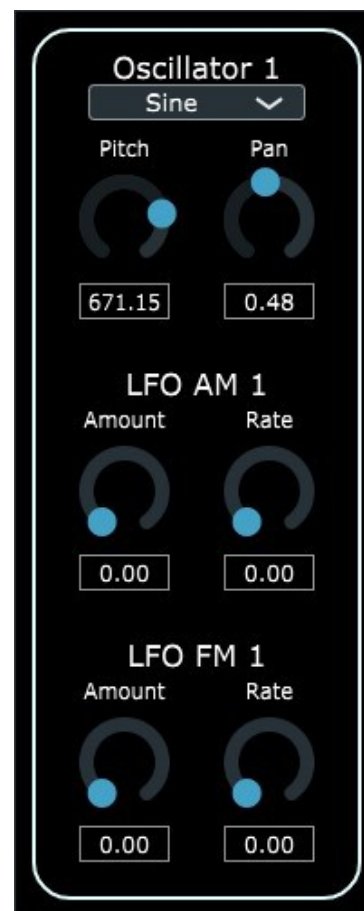 Oscillator 1
Sine
Pitch Pan
671.15 0.48
LFO AM 1
Amount Rate
0.00 0.00
LFO FM 1
Amount Rate
0.00 0.00